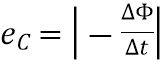 e_C = | − ΔΦ/Δt |